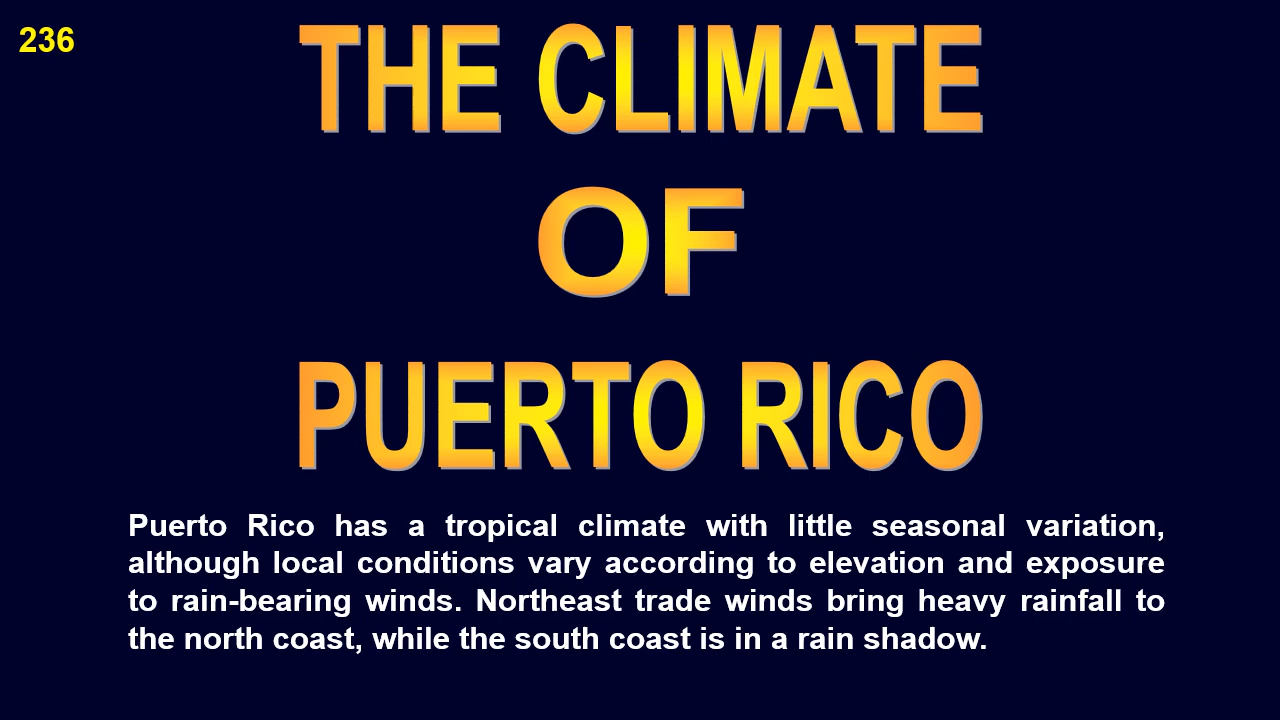 236
THE CLIMATE
OF
PUERTO RICO
Puerto Rico has a tropical climate with little seasonal variation,
although local conditions vary according to elevation and exposure
to rain-bearing winds. Northeast trade winds bring heavy rainfall to
the north coast, while the south coast is in a rain shadow.